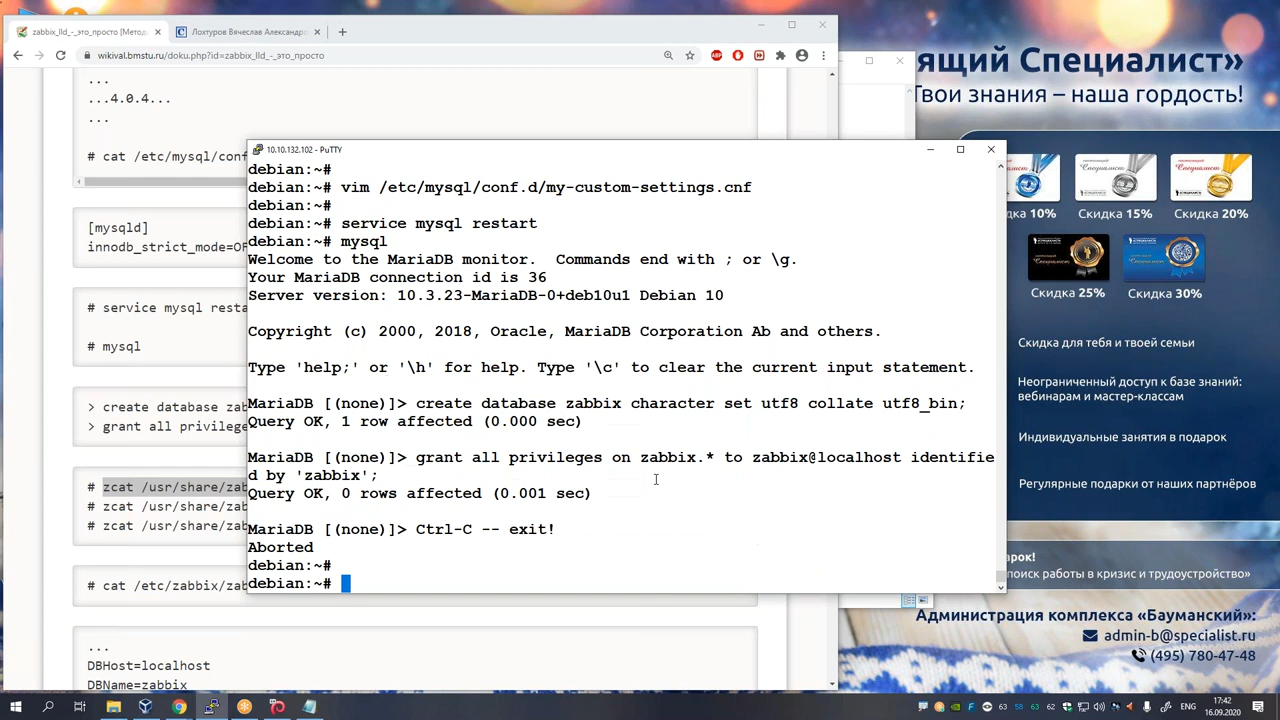 zabbix_lld_-_это_просто [Метод
Лохтуров Вячеслав Александро
wikival.bmstu.ru/doku.php?id=zabbix_lld_-_это_просто
...
...4.0.4...
...
# cat /etc/mysql/conf
[mysqld]
innodb_strict_mode=OF
# service mysql resta
# mysql
> create database zab
> grant all privilege
# zcat /usr/share/zab
# zcat /usr/share/zab
# zcat /usr/share/zab
# cat /etc/zabbix/zab
...
DBHost=localhost
DBName=zabbix
10.10.132.102 - PuTTY
debian:~#
debian:~# vim /etc/mysql/conf.d/my-custom-settings.cnf
debian:~#
debian:~# service mysql restart
debian:~# mysql
Welcome to the MariaDB monitor.  Commands end with ; or \g.
Your MariaDB connection id is 36
Server version: 10.3.23-MariaDB-0+deb10u1 Debian 10
Copyright (c) 2000, 2018, Oracle, MariaDB Corporation Ab and others.
Type 'help;' or '\h' for help. Type '\c' to clear the current input statement.
MariaDB [(none)]> create database zabbix character set utf8 collate utf8_bin;
Query OK, 1 row affected (0.000 sec)
MariaDB [(none)]> grant all privileges on zabbix.* to zabbix@localhost identifie
d by 'zabbix';
Query OK, 0 rows affected (0.001 sec)
MariaDB [(none)]> Ctrl-C -- exit!
Aborted
debian:~#
debian:~#
ящий Специалист»
Твои знания – наша гордость!
дка 10%
Скидка 15%
Скидка 20%
Скидка 25%
Скидка 30%
Скидка для тебя и твоей семьи
Неограниченный доступ к базе знаний:
вебинарам и мастер-классам
Индивидуальные занятия в подарок
Регулярные подарки от наших партнёров
арок!
поиск работы в кризис и трудоустройство»
Администрация комплекса «Бауманский»:
admin-b@specialist.ru
(495) 780-47-48
63 58 63 62
ENG
17:42
16.09.2020